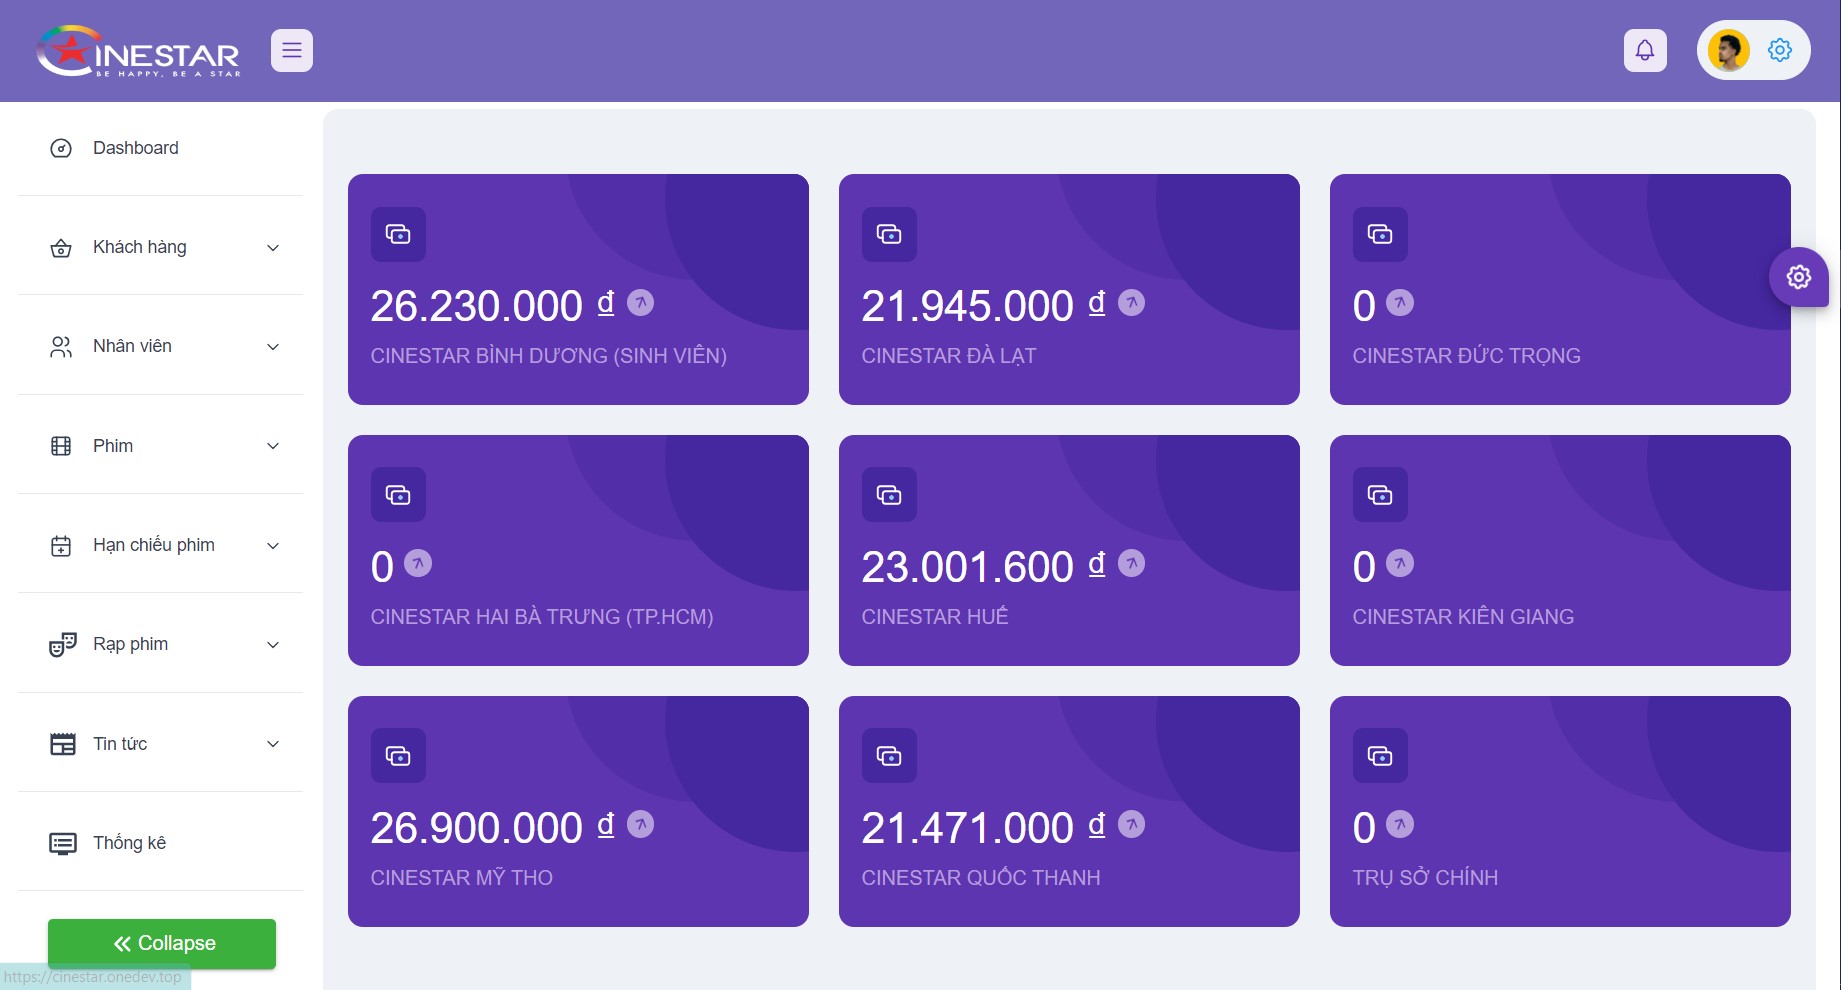 CINESTAR
BE HAPPY, BE A STAR
Dashboard
Khách hàng
Nhân viên
Phim
Hạn chiếu phim
Rạp phim
Tin tức
Thống kê
Collapse
https://cinestar.onedev.top
26.230.000 ₫
CINESTAR BÌNH DƯƠNG (SINH VIÊN)
21.945.000 ₫
CINESTAR ĐÀ LẠT
0
CINESTAR ĐỨC TRỌNG
0
CINESTAR HAI BÀ TRƯNG (TP.HCM)
23.001.600 ₫
CINESTAR HUẾ
0
CINESTAR KIÊN GIANG
26.900.000 ₫
CINESTAR MỸ THO
21.471.000 ₫
CINESTAR QUỐC THANH
0
TRỤ SỞ CHÍNH